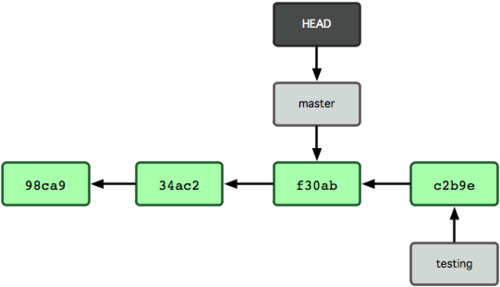 HEAD
master
98ca9
34ac2
f30ab
c2b9e
testing